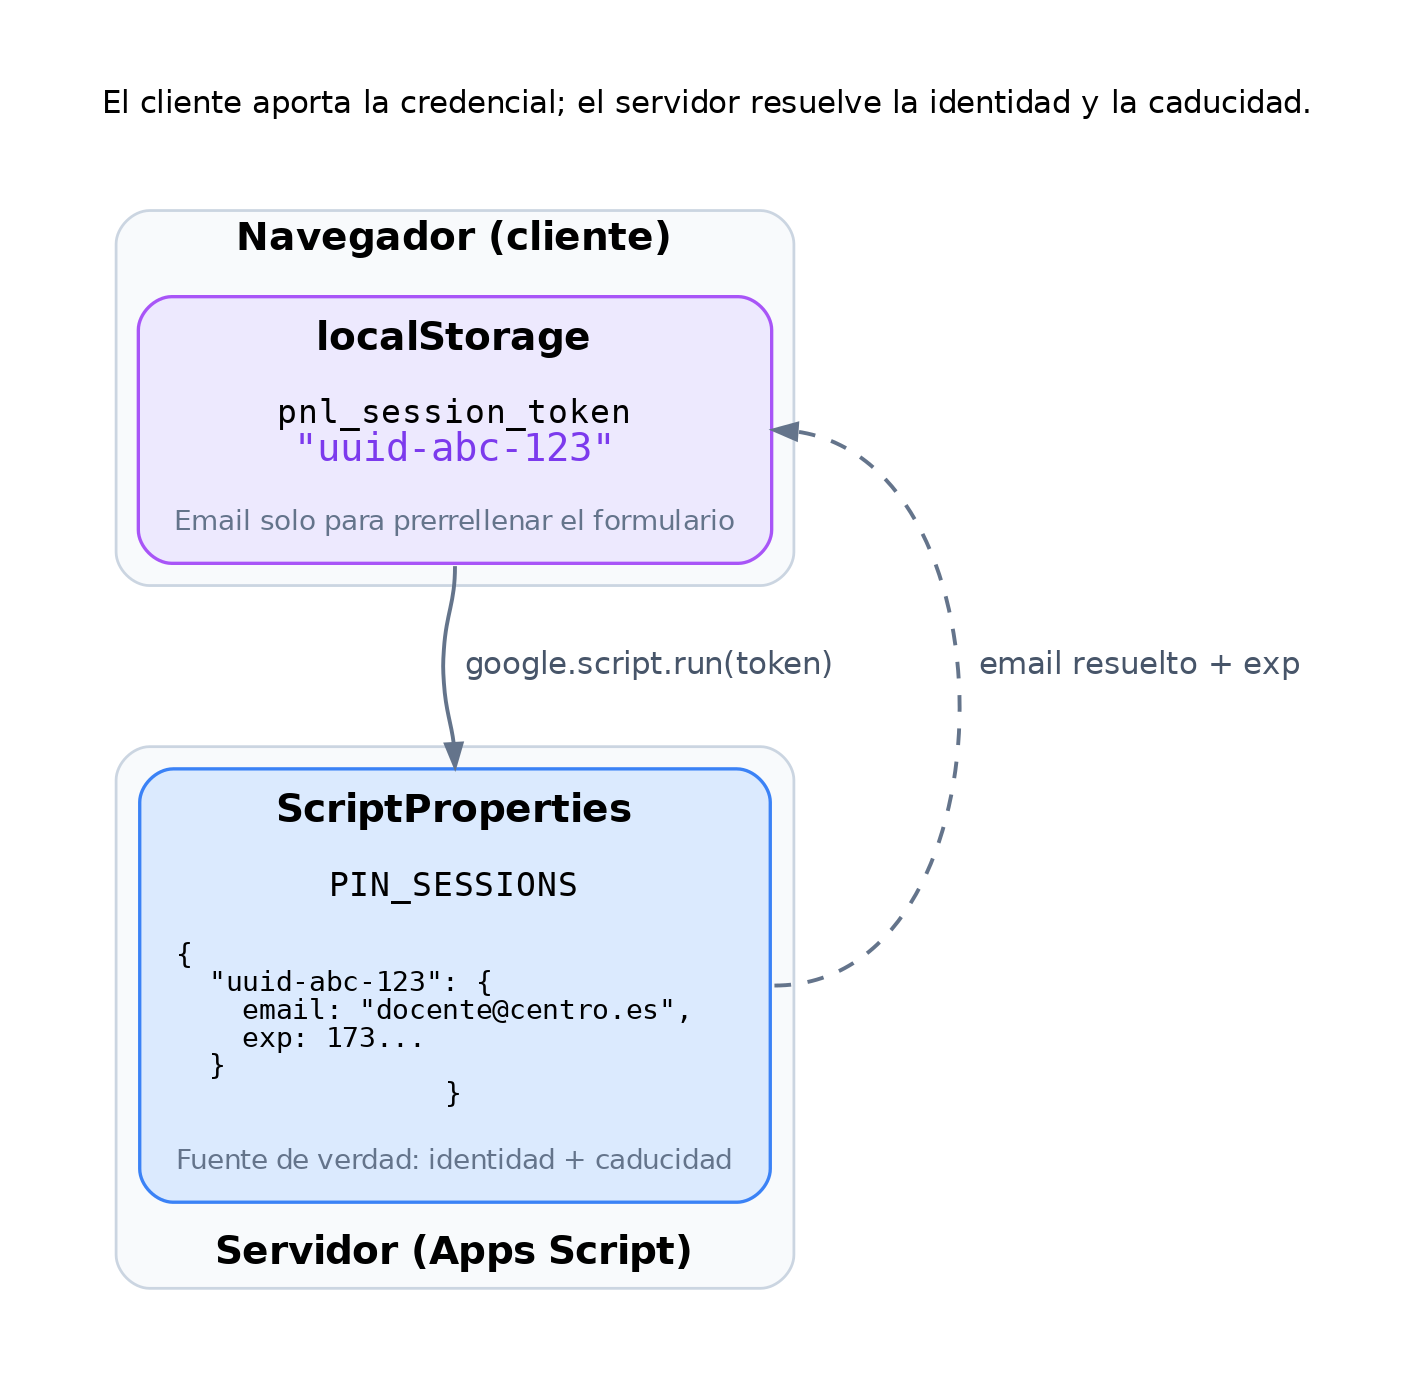 El cliente aporta la credencial; el servidor resuelve la identidad y la caducidad.
Navegador (cliente)
localStorage
pnl_session_token
"uuid-abc-123"
Email solo para prerrellenar el formulario
google.script.run(token)
email resuelto + exp
ScriptProperties
PIN_SESSIONS
{
  "uuid-abc-123": {
    email: "docente@centro.es",
    exp: 173...
  }
}
Fuente de verdad: identidad + caducidad
Servidor (Apps Script)